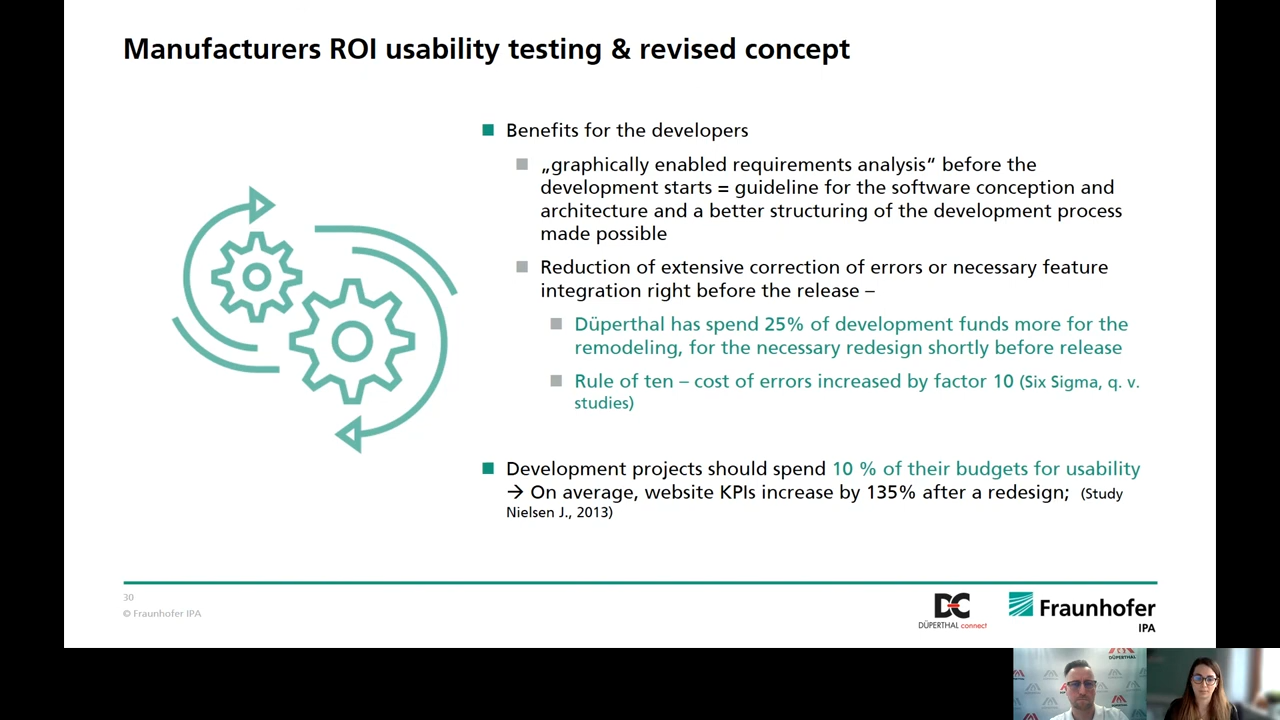 Manufacturers ROI usability testing & revised concept
Benefits for the developers
„graphically enabled requirements analysis“ before the
development starts = guideline for the software conception and
architecture and a better structuring of the development process
made possible
Reduction of extensive correction of errors or necessary feature
integration right before the release –
Düperthal has spend 25% of development funds more for the
remodeling, for the necessary redesign shortly before release
Rule of ten – cost of errors increased by factor 10 (Six Sigma, q. v.
studies)
Development projects should spend 10 % of their budgets for usability
→ On average, website KPIs increase by 135% after a redesign; (Study
Nielsen J., 2013)
30
© Fraunhofer IPA
DC
DÜPERTHAL connect
Fraunhofer
IPA
DÜPERTHAL